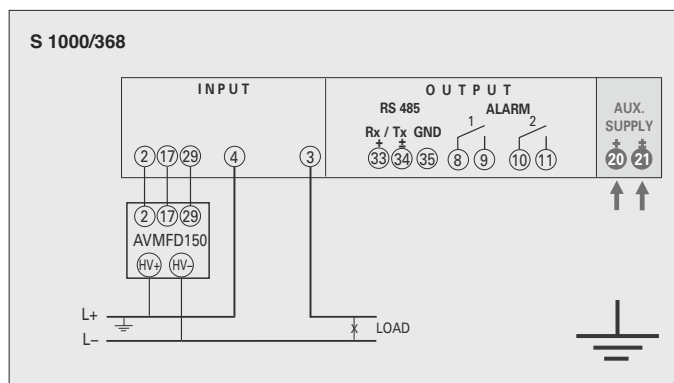 S 1000/368
INPUT
OUTPUT
RS 485
ALARM
AUX.
SUPPLY
Rx / Tx GND
1
2
+
±
2
17
29
4
3
33
34
35
8
9
10
11
20
21
2
17
29
AVMFD150
HV+
HV–
L+
L–
x
LOAD